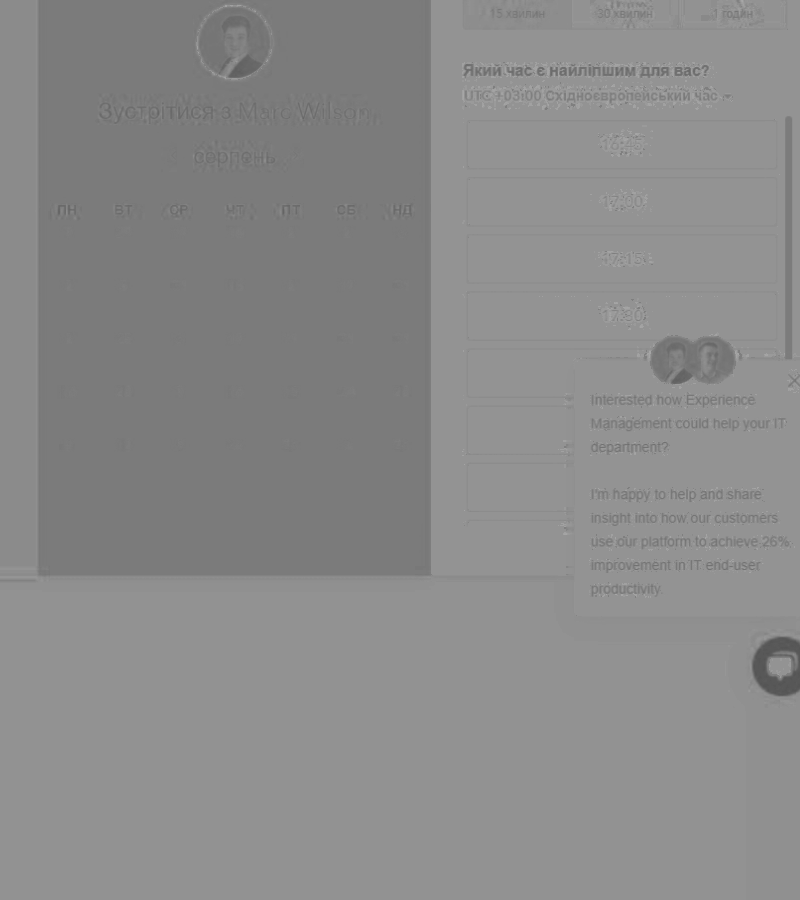 15 хвилин
30 хвилин
1 годин
Зустрітися з Marc Wilson
серпень
ПН ВТ СР ЧТ ПТ СБ НД
Який час є найліпшим для вас?
UTC +03:00 Східноєвропейський час
16:45
17:00
17:15
17:30
Interested how Experience
Management could help your IT
department?
I'm happy to help and share
insight into how our customers
use our platform to achieve 26%
improvement in IT end-user
productivity.